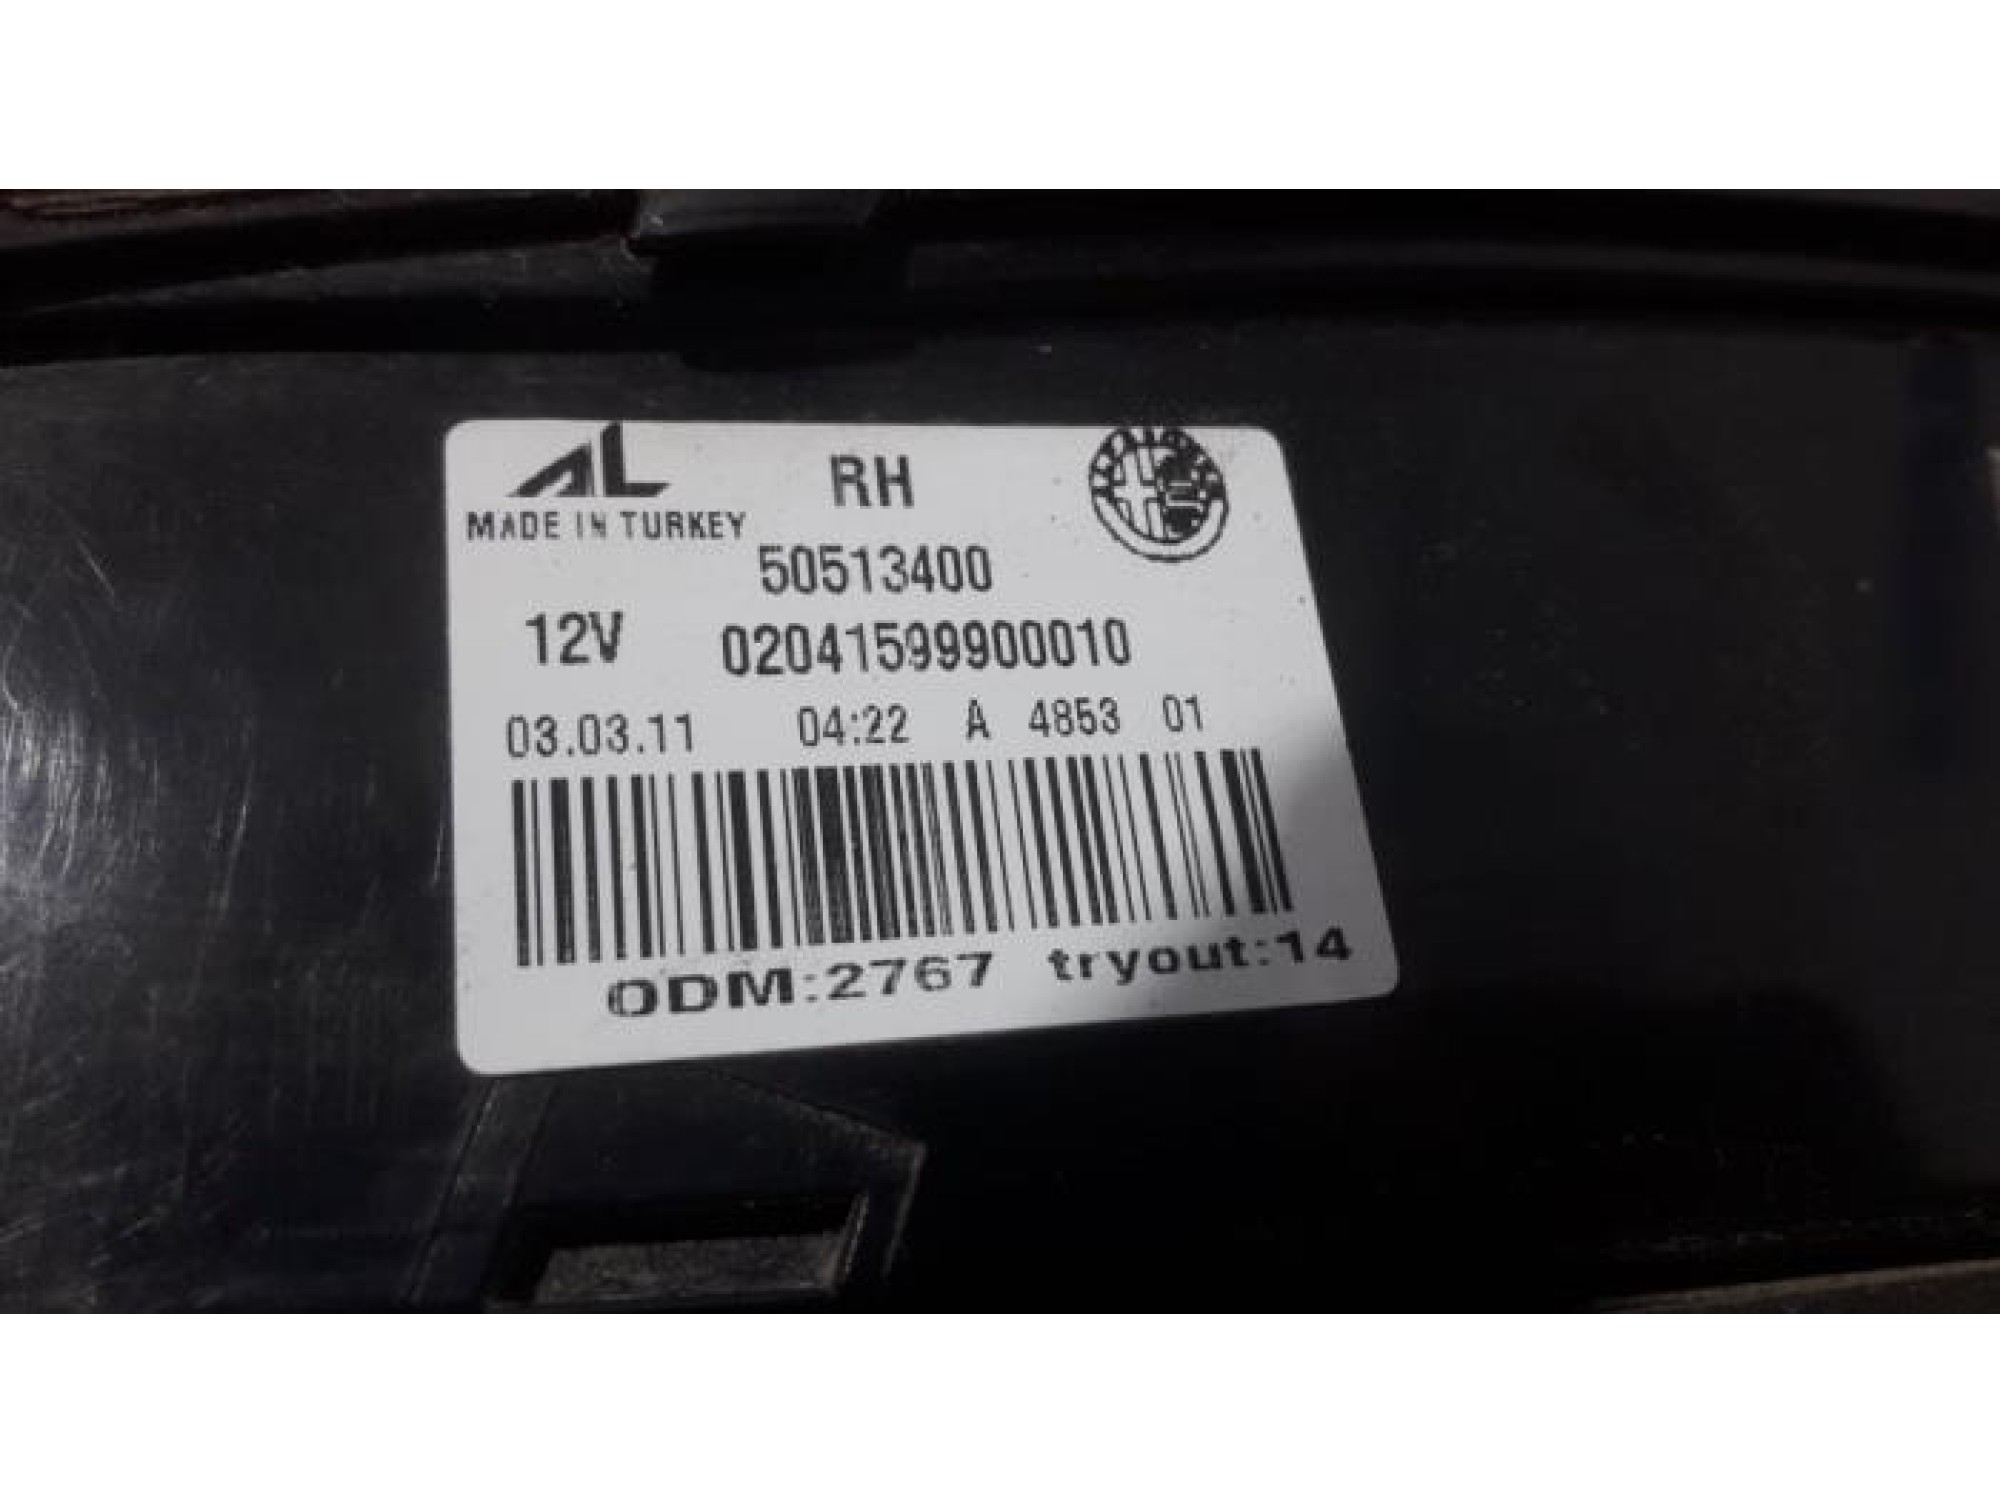 AL RH
MADE IN TURKEY
50513400
12V 02041599900010
03.03.11 04:22 A 4853 01
ODM:2767 tryout:14